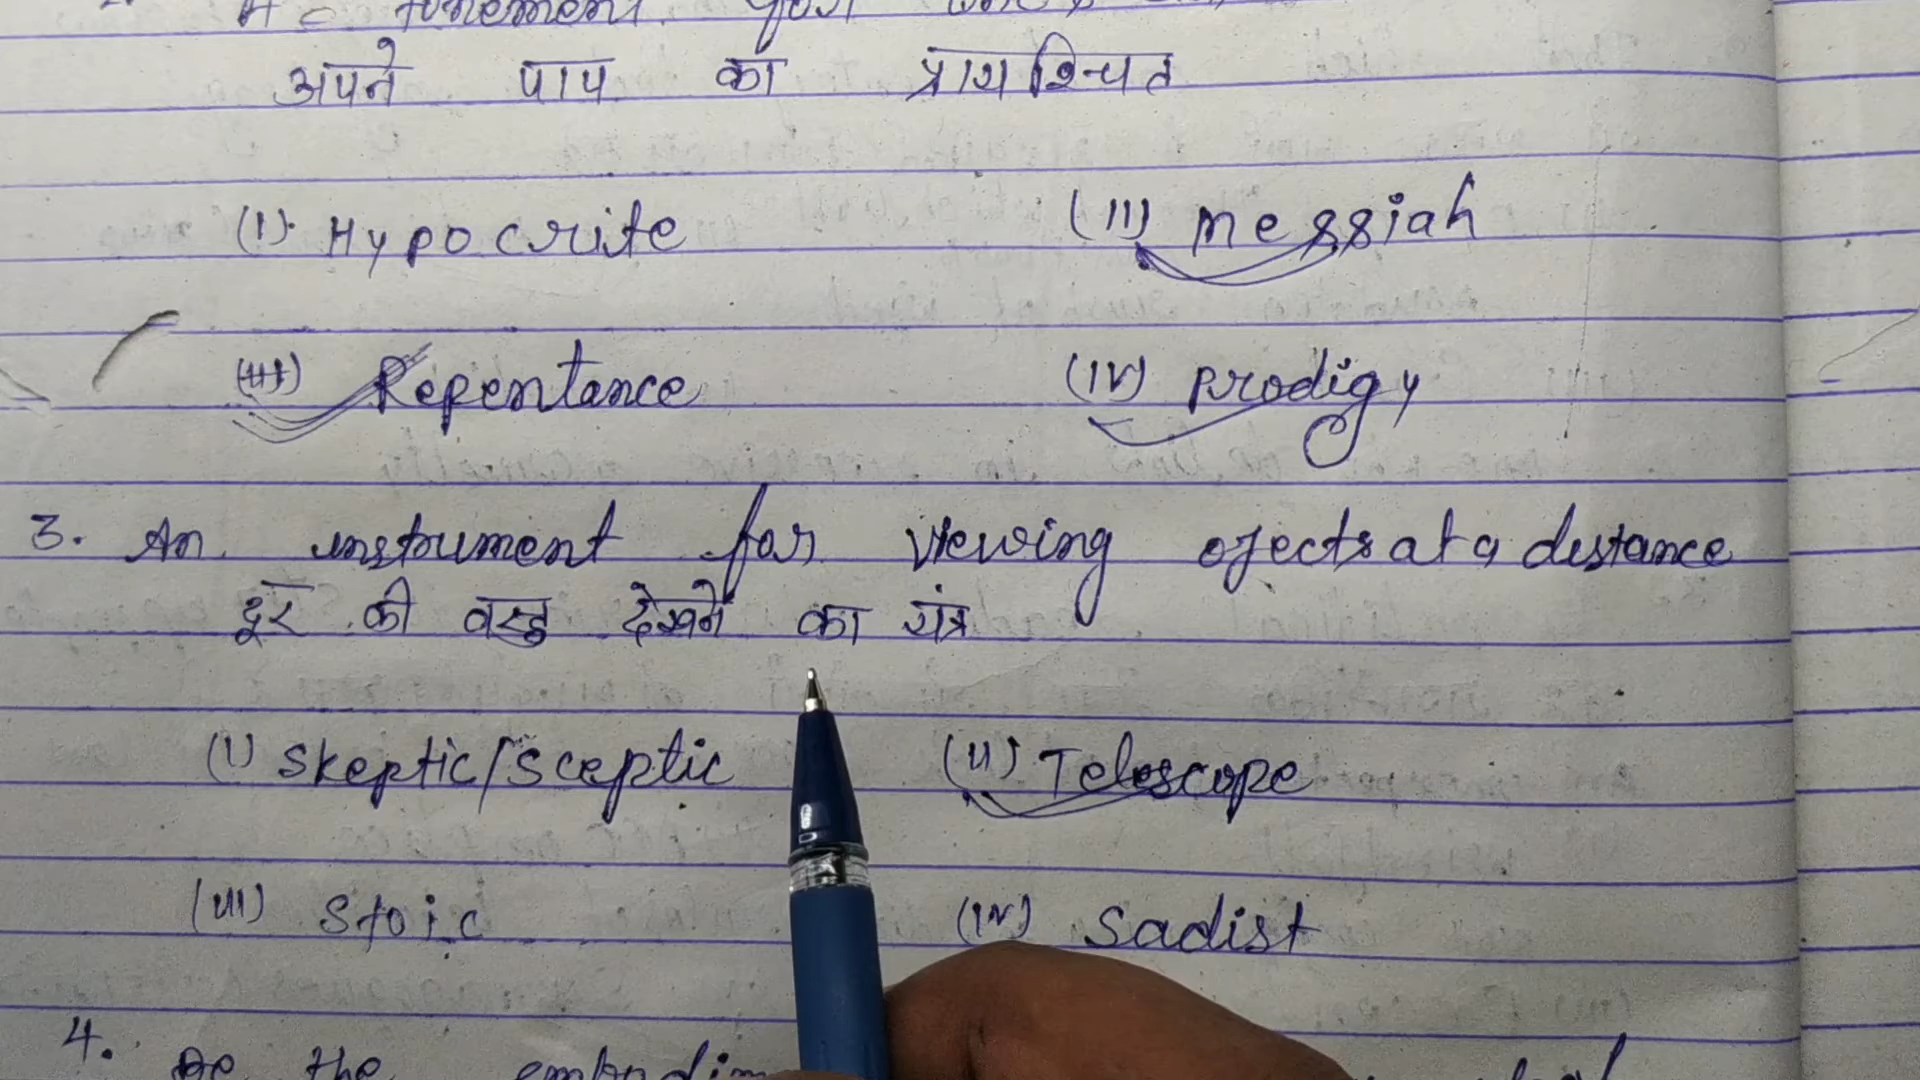 अपने पाप का प्रायश्चित
(I). Hypocrite (II) Messiah
(III) Repentance (IV) Prodigy
3. An instrument for viewing ojects at a distance
दूर की वस्तु देखने का यंत्र
(I) Skeptic/Sceptic (II) Telescope
(III) Stoic (IV) Sadist
4. the